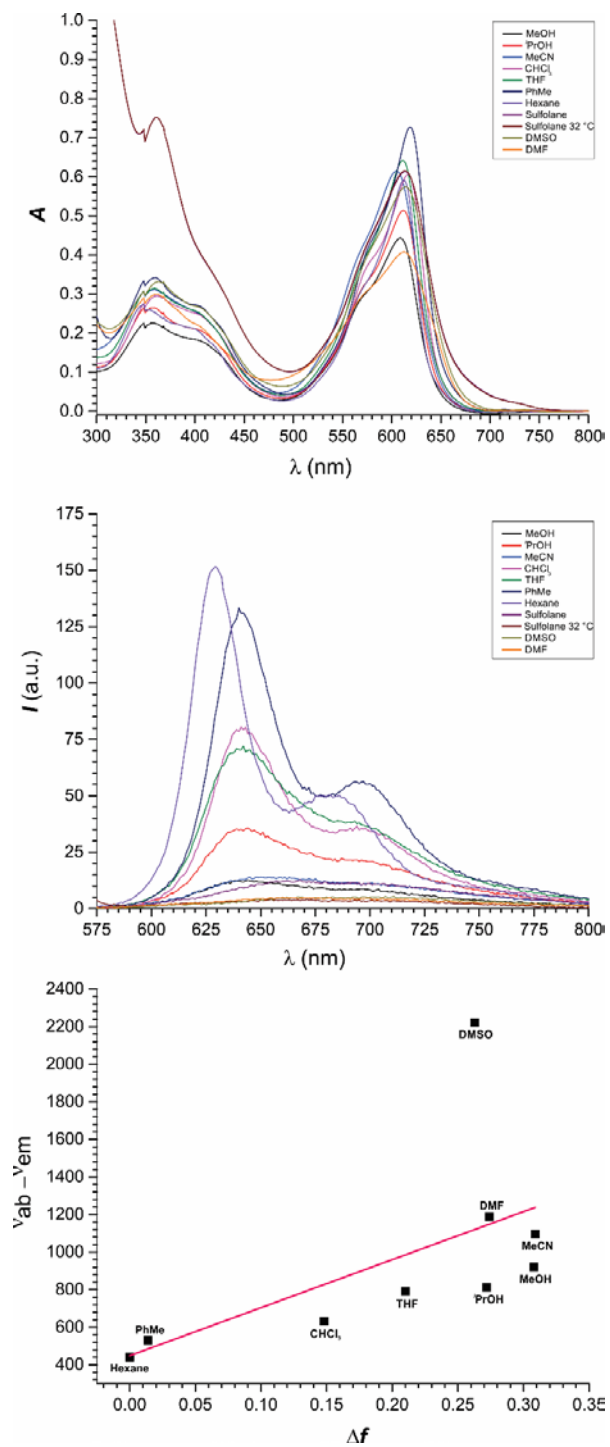 1.0
0.9
0.8
0.7
0.6
0.5
0.4
0.3
0.2
0.1
0.0
A
300 350 400 450 500 550 600 650 700 750 800
λ (nm)
MeOH
ⁱPrOH
MeCN
CHCl₃
THF
PhMe
Hexane
Sulfolane
Sulfolane 32 °C
DMSO
DMF
175
150
125
100
75
50
25
0
I (a.u.)
575 600 625 650 675 700 725 750 775 800
λ (nm)
MeOH
ⁱPrOH
MeCN
CHCl₃
THF
PhMe
Hexane
Sulfolane
Sulfolane 32 °C
DMSO
DMF
2400
2200
2000
1800
1600
1400
1200
1000
800
600
400
νab – νem
DMSO
DMF
MeCN
MeOH
ⁱPrOH
THF
CHCl₃
PhMe
Hexane
0.00 0.05 0.10 0.15 0.20 0.25 0.30 0.35
Δf